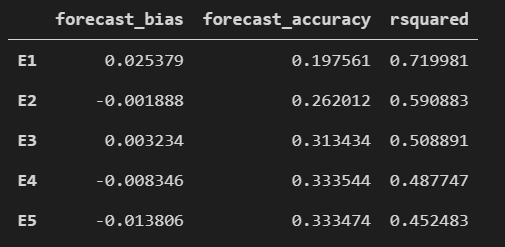 forecast_bias forecast_accuracy rsquared
E1 0.025379 0.197561 0.719981
E2 -0.001888 0.262012 0.590883
E3 0.003234 0.313434 0.508891
E4 -0.008346 0.333544 0.487747
E5 -0.013806 0.333474 0.452483